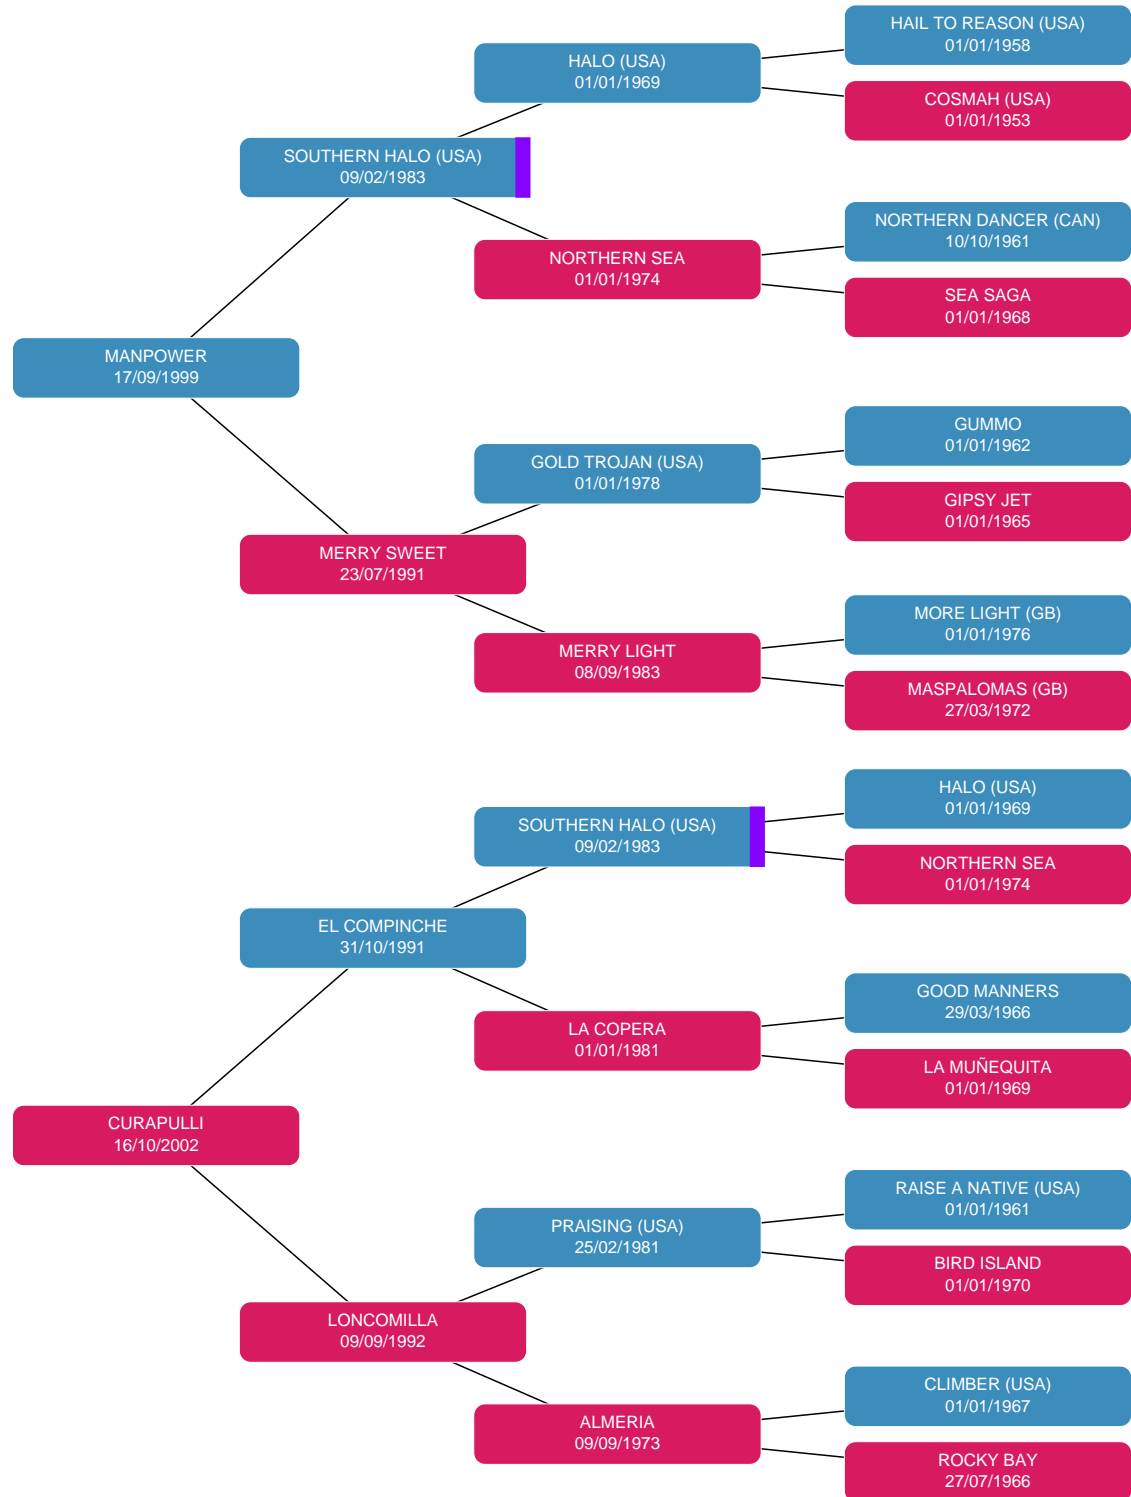 HAIL TO REASON (USA)
01/01/1958
HALO (USA)
01/01/1969
COSMAH (USA)
01/01/1953
SOUTHERN HALO (USA)
09/02/1983
NORTHERN DANCER (CAN)
10/10/1961
NORTHERN SEA
01/01/1974
SEA SAGA
01/01/1968
MANPOWER
17/09/1999
GUMMO
01/01/1962
GOLD TROJAN (USA)
01/01/1978
GIPSY JET
01/01/1965
MERRY SWEET
23/07/1991
MORE LIGHT (GB)
01/01/1976
MERRY LIGHT
08/09/1983
MASPALOMAS (GB)
27/03/1972
HALO (USA)
01/01/1969
SOUTHERN HALO (USA)
09/02/1983
NORTHERN SEA
01/01/1974
EL COMPINCHE
31/10/1991
GOOD MANNERS
29/03/1966
LA COPERA
01/01/1981
LA MUÑEQUITA
01/01/1969
CURAPULLI
16/10/2002
RAISE A NATIVE (USA)
01/01/1961
PRAISING (USA)
25/02/1981
BIRD ISLAND
01/01/1970
LONCOMILLA
09/09/1992
CLIMBER (USA)
01/01/1967
ALMERIA
09/09/1973
ROCKY BAY
27/07/1966